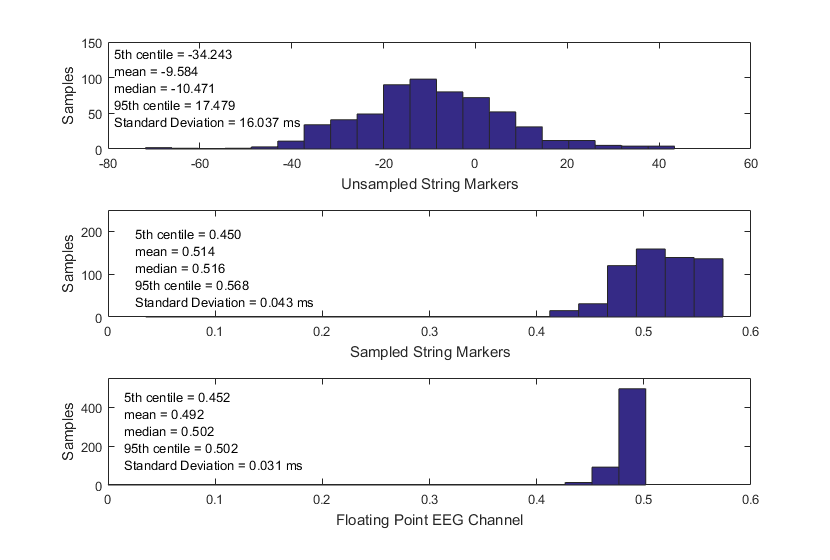 150
100
50
0
Samples
5th centile = -34.243
mean = -9.584
median = -10.471
95th centile = 17.479
Standard Deviation = 16.037 ms
-80 -60 -40 -20 0 20 40 60
Unsampled String Markers
200
100
0
Samples
5th centile = 0.450
mean = 0.514
median = 0.516
95th centile = 0.568
Standard Deviation = 0.043 ms
0 0.1 0.2 0.3 0.4 0.5 0.6
Sampled String Markers
400
200
0
Samples
5th centile = 0.452
mean = 0.492
median = 0.502
95th centile = 0.502
Standard Deviation = 0.031 ms
0 0.1 0.2 0.3 0.4 0.5 0.6
Floating Point EEG Channel